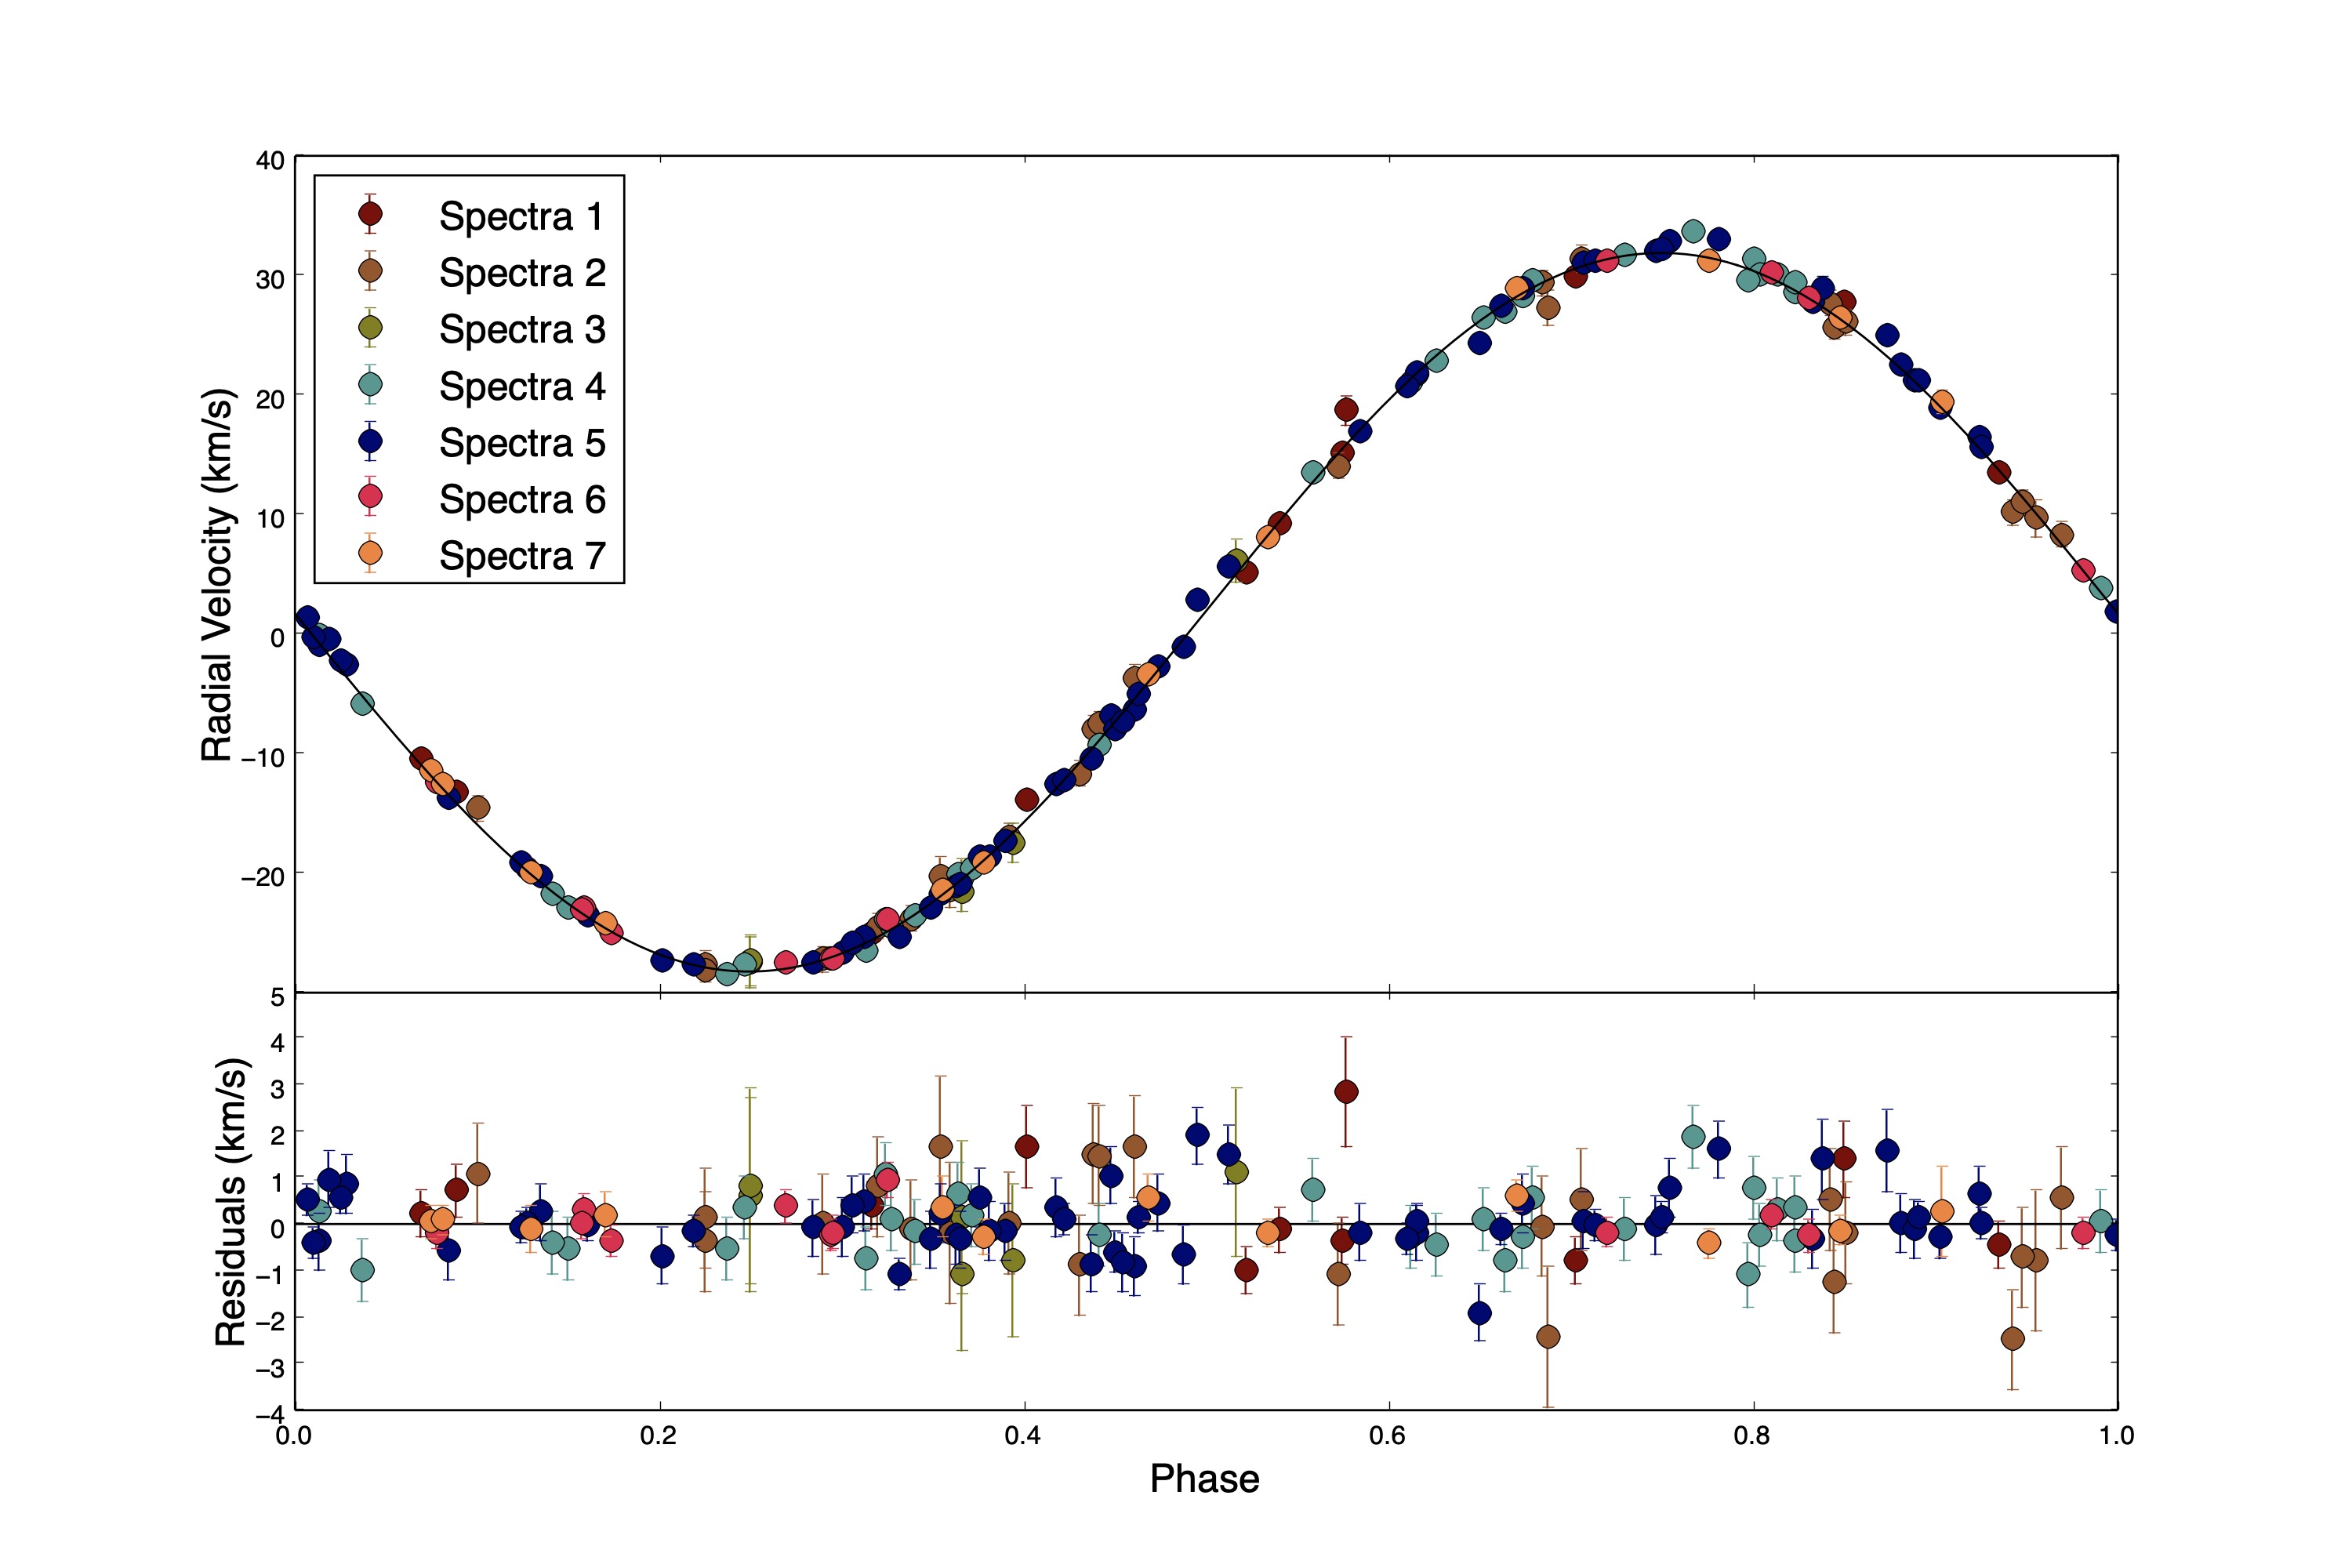 40
30
20
10
0
−10
−20
Radial Velocity (km/s)
Spectra 1
Spectra 2
Spectra 3
Spectra 4
Spectra 5
Spectra 6
Spectra 7
5
4
3
2
1
0
−1
−2
−3
−4
Residuals (km/s)
0.0 0.2 0.4 0.6 0.8 1.0
Phase